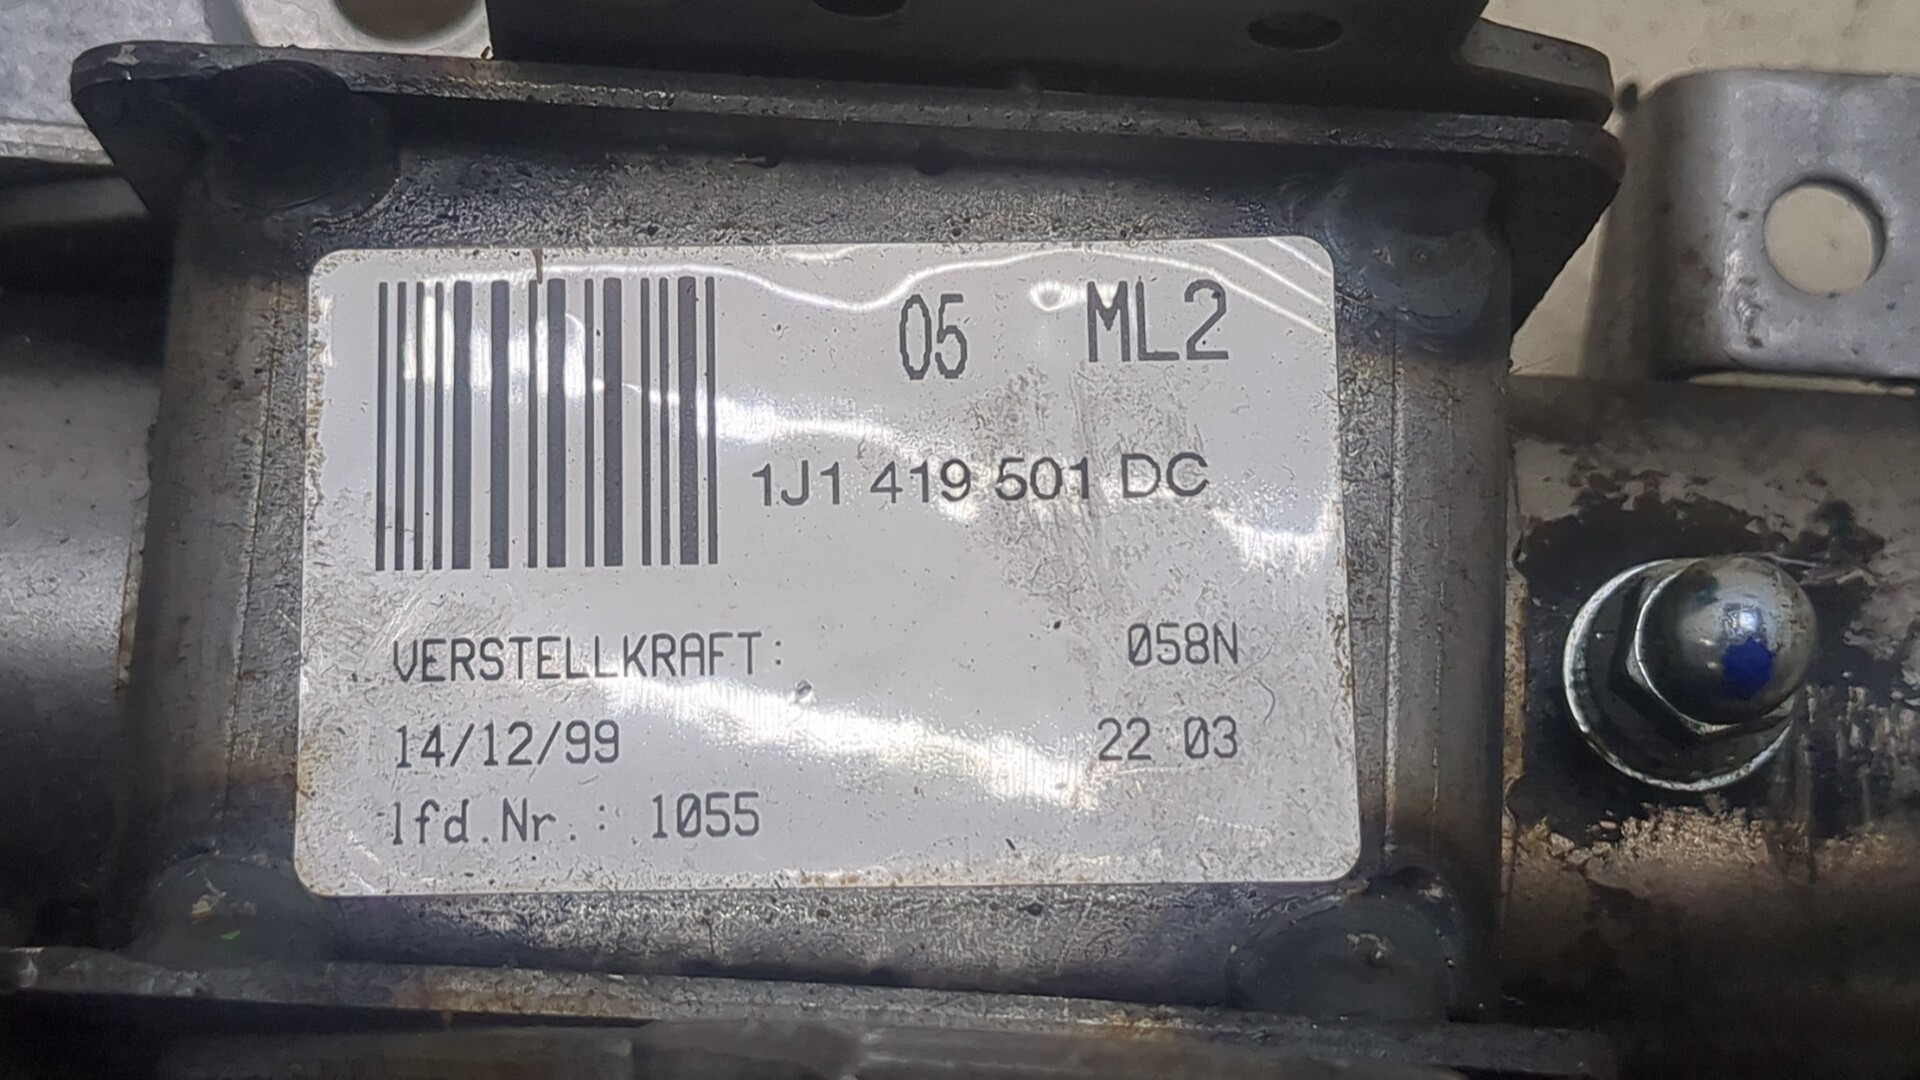 05 ML2
1J1 419 501 DC
VERSTELLKRAFT: 058N
14/12/99 22 03
lfd.Nr.: 1055